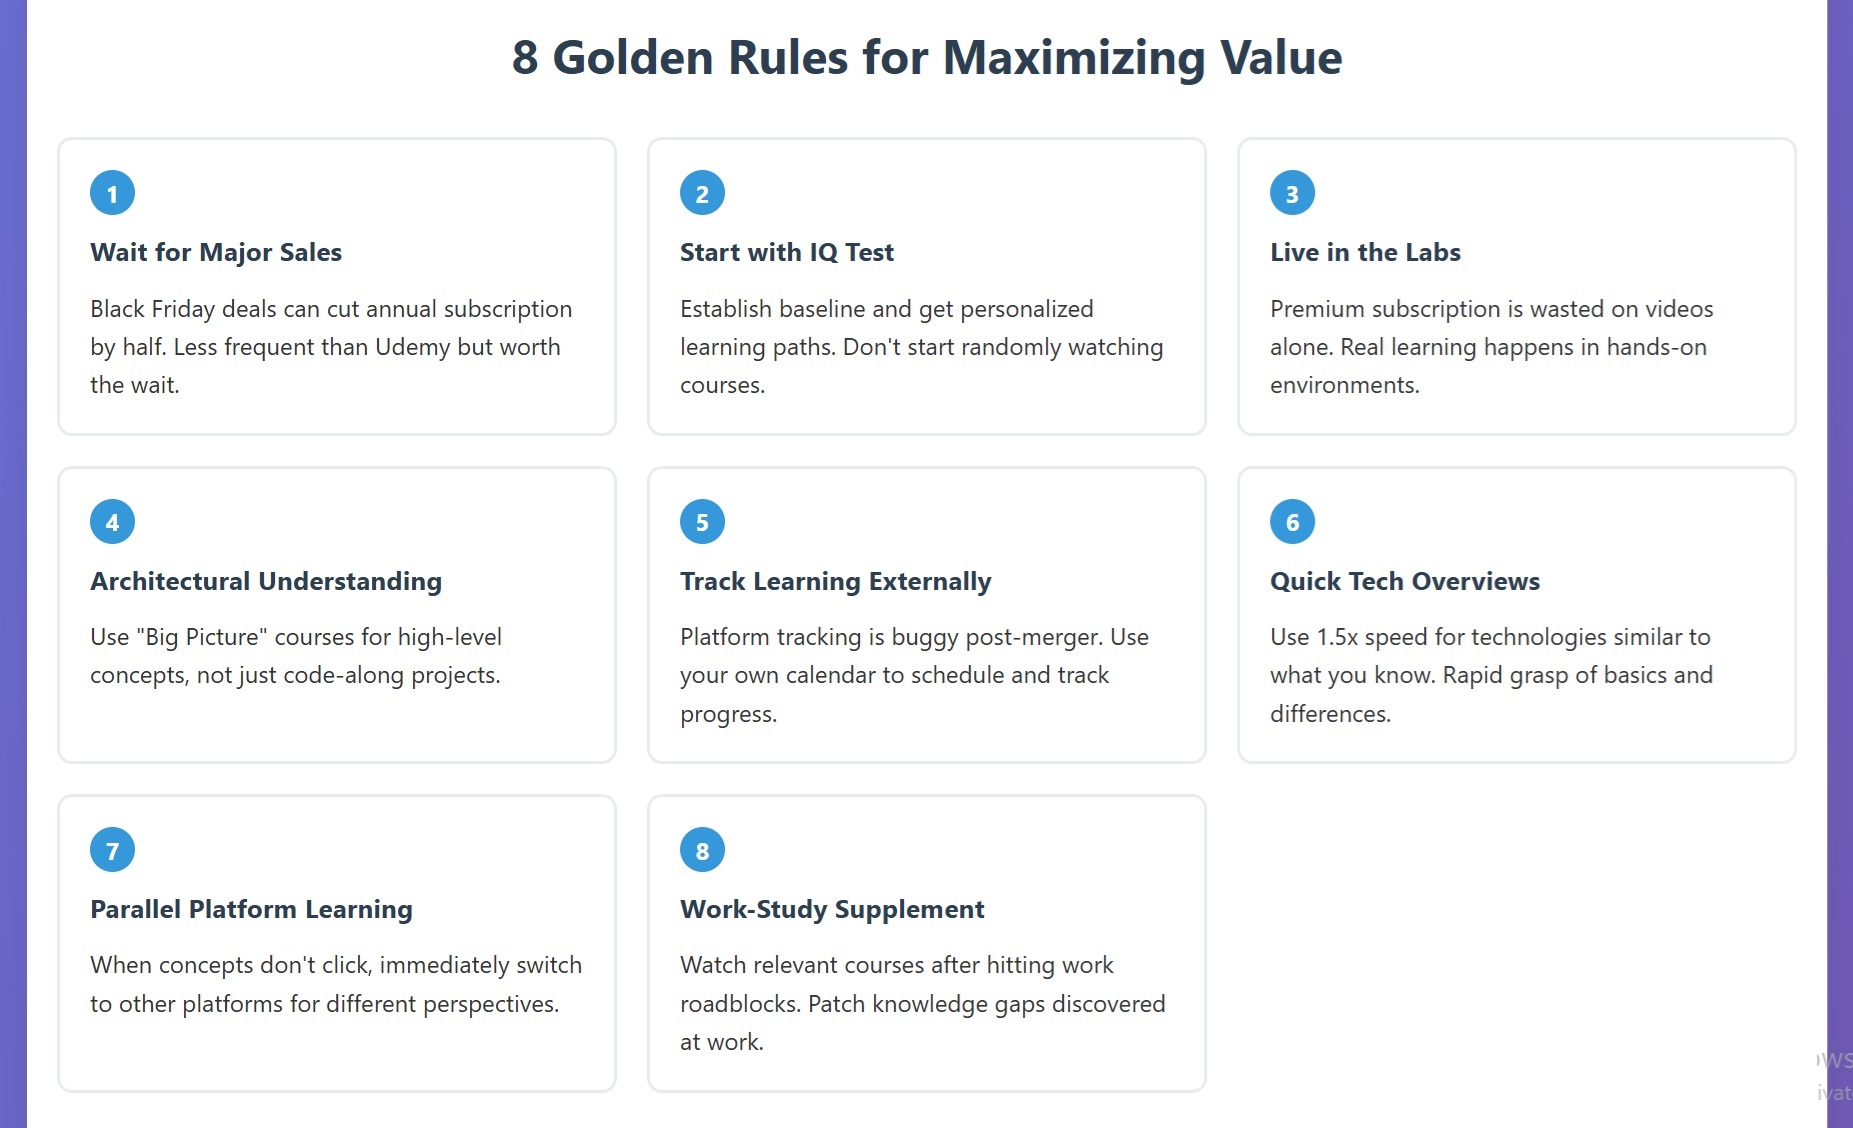 8 Golden Rules for Maximizing Value
1
Wait for Major Sales
Black Friday deals can cut annual subscription
by half. Less frequent than Udemy but worth
the wait.
2
Start with IQ Test
Establish baseline and get personalized
learning paths. Don't start randomly watching
courses.
3
Live in the Labs
Premium subscription is wasted on videos
alone. Real learning happens in hands-on
environments.
4
Architectural Understanding
Use "Big Picture" courses for high-level
concepts, not just code-along projects.
5
Track Learning Externally
Platform tracking is buggy post-merger. Use
your own calendar to schedule and track
progress.
6
Quick Tech Overviews
Use 1.5x speed for technologies similar to
what you know. Rapid grasp of basics and
differences.
7
Parallel Platform Learning
When concepts don't click, immediately switch
to other platforms for different perspectives.
8
Work-Study Supplement
Watch relevant courses after hitting work
roadblocks. Patch knowledge gaps discovered
at work.